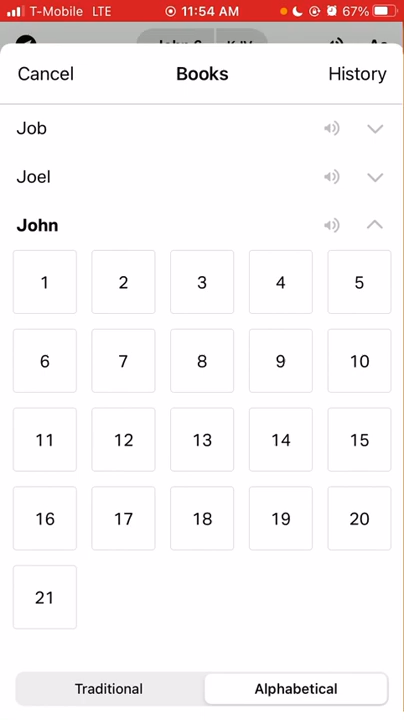 T-Mobile LTE 11:54 AM 67%
Cancel Books History
Job
Joel
John
1 2 3 4 5
6 7 8 9 10
11 12 13 14 15
16 17 18 19 20
21
Traditional Alphabetical